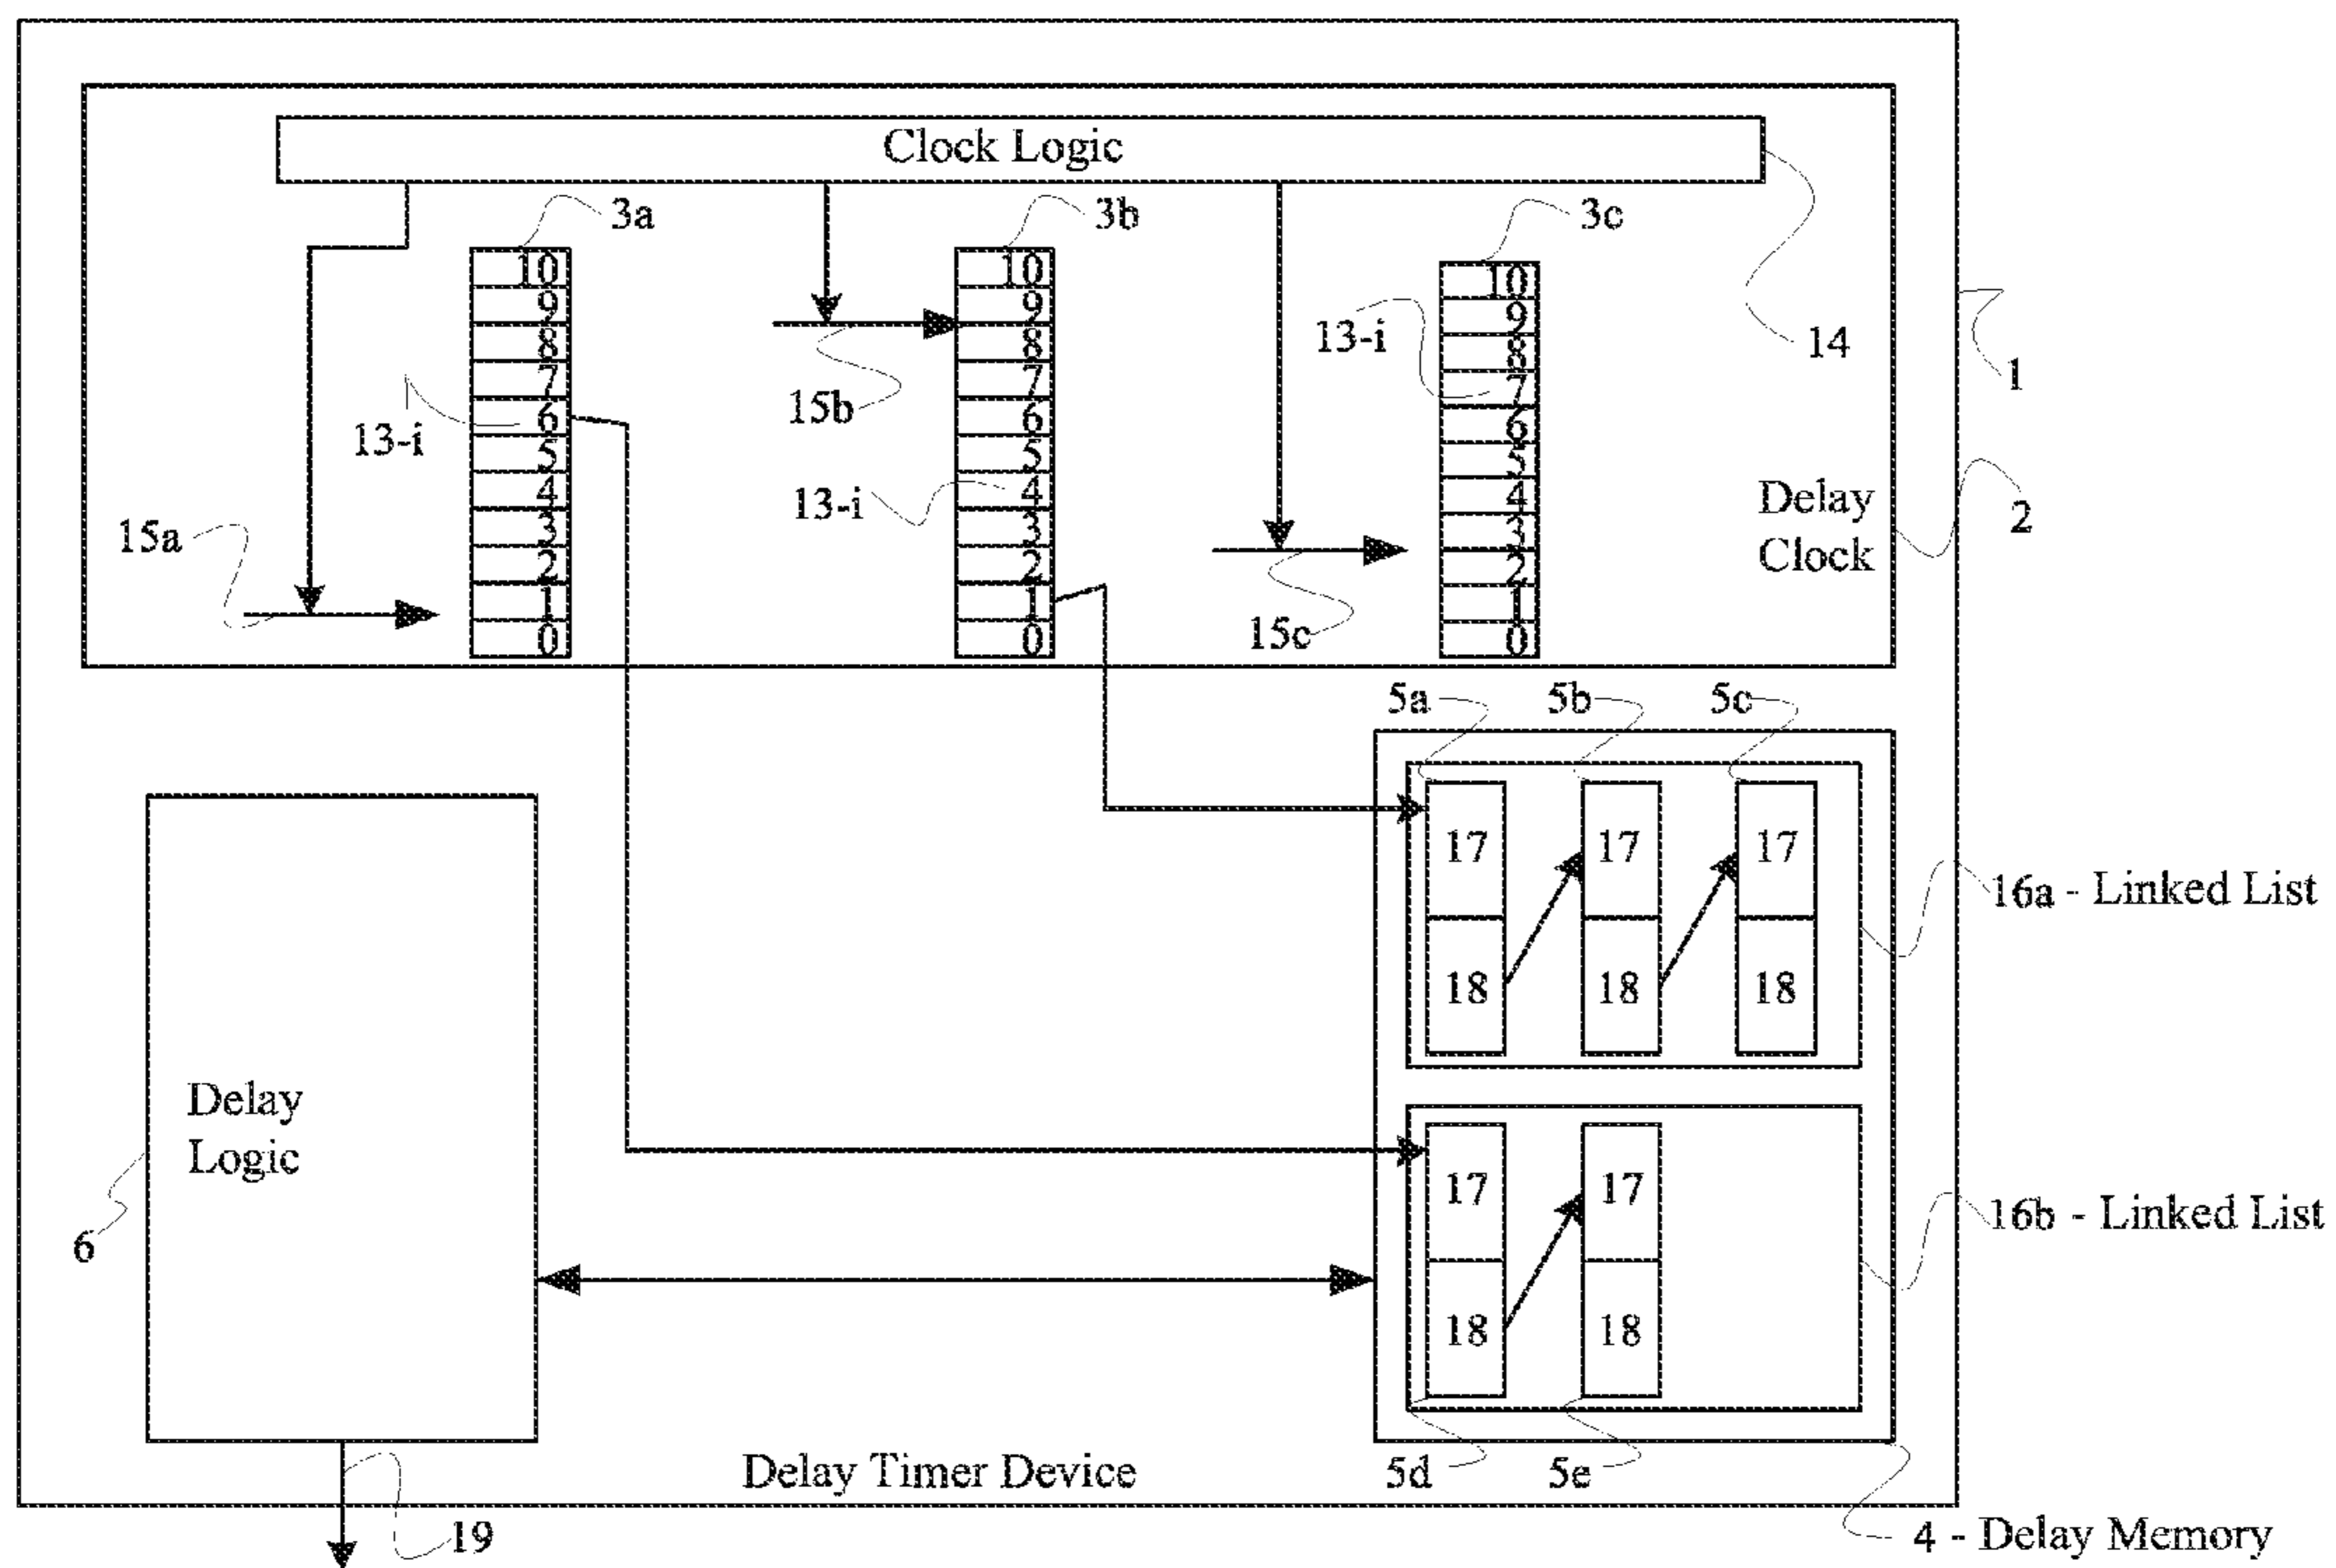 Clock Logic
3a
3b
3c
10
9
8
7
6
5
4
3
2
1
0
10
9
8
7
6
5
4
3
2
1
0
10
9
8
7
6
5
4
3
2
1
0
13-i
13-i
13-i
15a
15b
15c
14
1
2
Delay
Clock
5a
5b
5c
17
17
17
18
18
18
16a - Linked List
17
17
18
18
16b - Linked List
5d
5e
Delay
Logic
6
Delay Timer Device
19
4 - Delay Memory